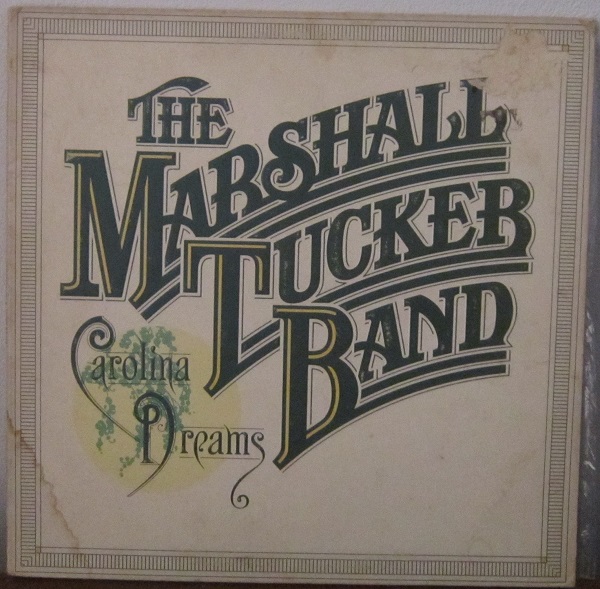 THE
MARSHALL
TUCKER
BAND
Carolina
Dreams